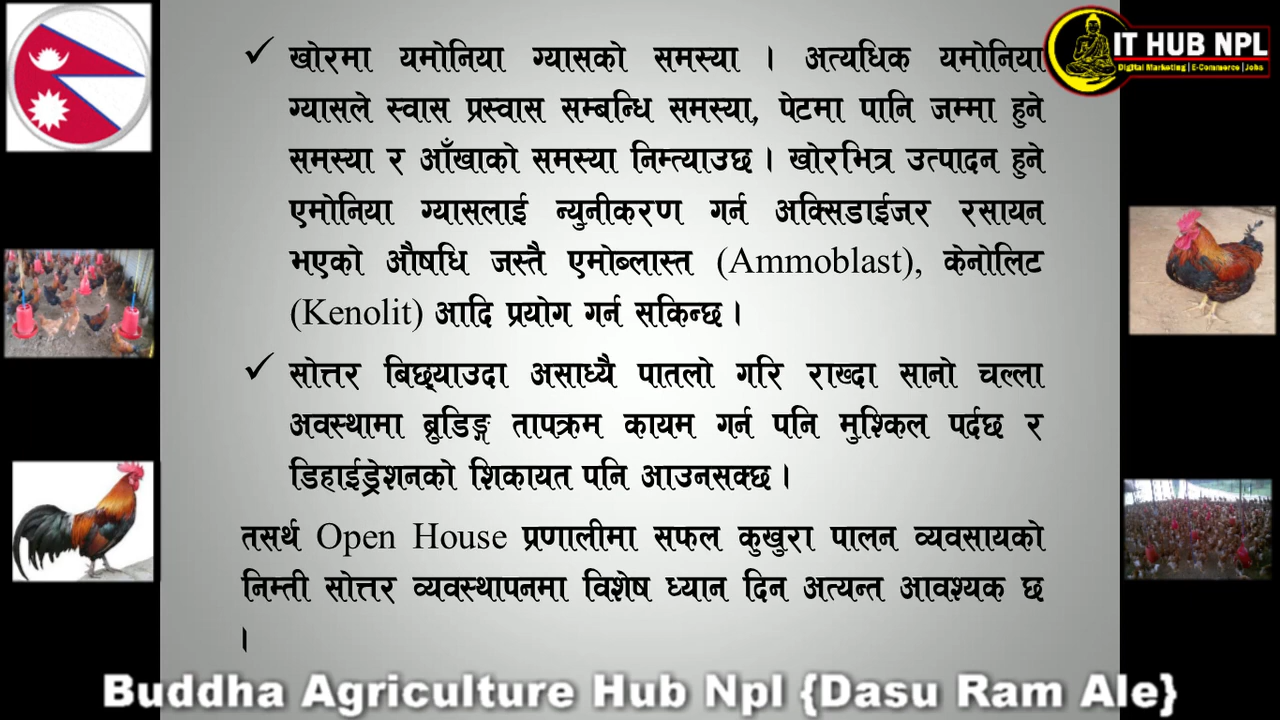 IT HUB NPL
Digital Marketing | E-Commerce | Jobs
✓ खोरमा यमोनिया ग्यासको समस्या । अत्यधिक यमोनिया
ग्यासले स्वास प्रस्वास सम्बन्धि समस्या, पेटमा पानि जम्मा हुने
समस्या र आँखाको समस्या निम्त्याउछ । खोरभित्र उत्पादन हुने
एमोनिया ग्यासलाई न्युनीकरण गर्न अक्सिडाईजर रसायन
भएको औषधि जस्तै एमोब्लास्त (Ammoblast), केनोलिट
(Kenolit) आदि प्रयोग गर्न सकिन्छ ।
✓ सोत्तर बिछ्याउदा असाध्यै पातलो गरि राख्दा सानो चल्ला
अवस्थामा ब्रुडिङ्ग तापक्रम कायम गर्न पनि मुश्किल पर्दछ र
डिहाईड्रेशनको शिकायत पनि आउनसक्छ ।
तसर्थ Open House प्रणालीमा सफल कुखुरा पालन व्यवसायको
निम्ती सोत्तर व्यवस्थापनमा विशेष ध्यान दिन अत्यन्त आवश्यक छ
।
Buddha Agriculture Hub Npl {Dasu Ram Ale}